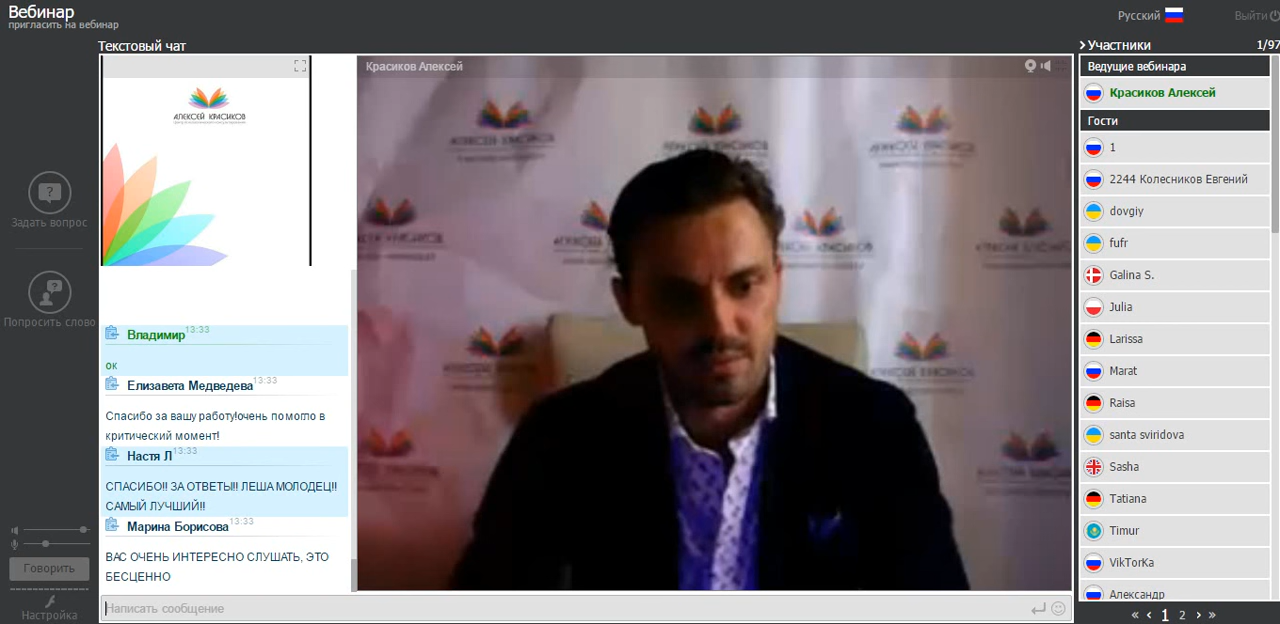 Вебинар
пригласить на вебинар
Русский
Выйти
Текстовый чат
Участники
1/97
АЛЕКСЕЙ КРАСИКОВ
Красиков Алексей
Задать вопрос
Попросить слово
Владимир 13:33
ок
Елизавета Медведева 13:33
Спасибо за вашу работу!очень помогло в
критический момент!
Настя Л 13:33
СПАСИБО!! ЗА ОТВЕТЫ!! ЛЕША МОЛОДЕЦ!!
САМЫЙ ЛУЧШИЙ!!
Марина Борисова 13:33
ВАС ОЧЕНЬ ИНТЕРЕСНО СЛУШАТЬ, ЭТО
БЕСЦЕННО
Говорить
Настройка
Написать сообщение
Ведущие вебинара
Красиков Алексей
Гости
1
2244 Колесников Евгений
dovgiy
fufr
Galina S.
Julia
Larissa
Marat
Raisa
santa sviridova
Sasha
Tatiana
Timur
VikTorKa
Александр
« ‹ 1 2 › »